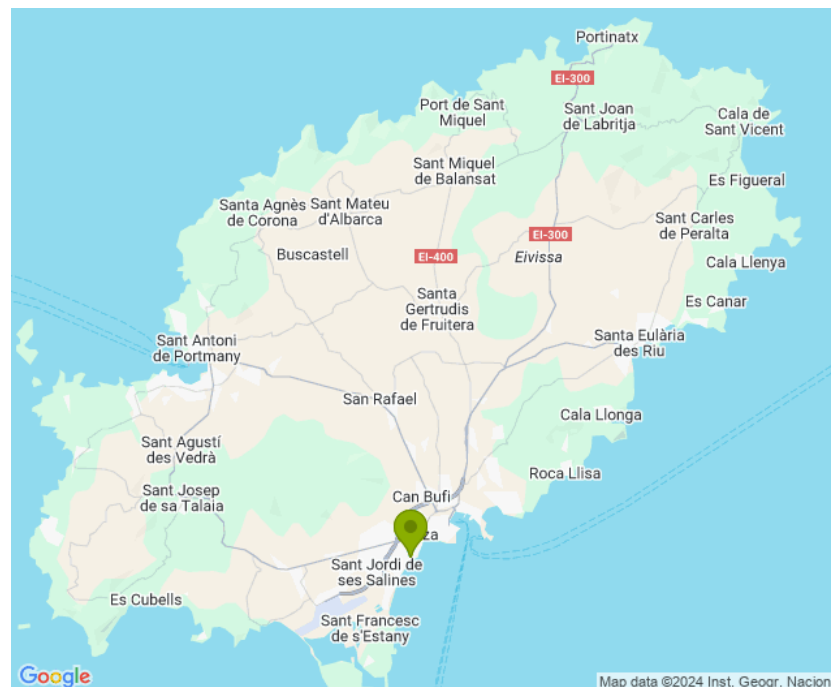 Portinatx
EI-300
Port de Sant
Miquel
Sant Joan
de Labritja
Cala de
Sant Vicent
Sant Miquel
de Balansat
Es Figueral
Santa Agnès
de Corona
Sant Mateu
d'Albarca
Sant Carles
de Peralta
EI-300
Buscastell
EI-400
Eivissa
Cala Llenya
Santa
Gertrudis
de Fruitera
Es Canar
Sant Antoni
de Portmany
Santa Eulària
des Riu
San Rafael
Cala Llonga
Sant Agustí
des Vedrà
Roca Llisa
Sant Josep
de sa Talaia
Can Bufi
za
Sant Jordi de
ses Salines
Es Cubells
Sant Francesc
de s'Estany
Google
Map data ©2024 Inst. Geogr. Nacion